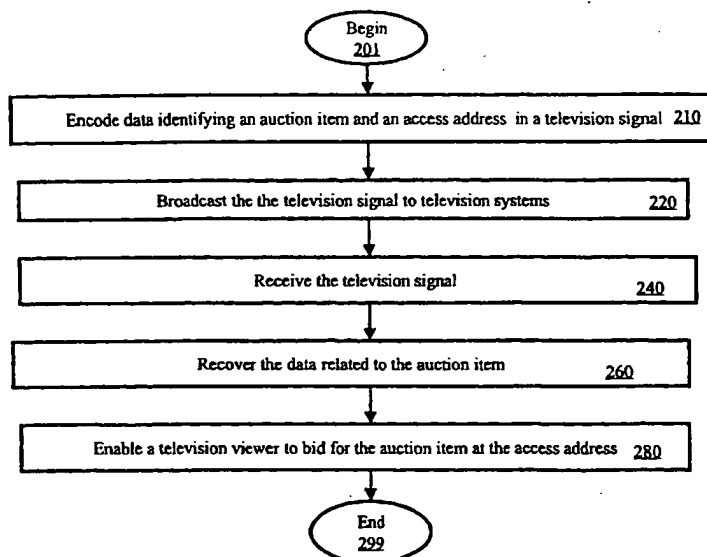 Begin
201
Encode data identifying an auction item and an access address in a television signal 210
Broadcast the the television signal to television systems 220
Receive the television signal 240
Recover the data related to the auction item 260
Enable a television viewer to bid for the auction item at the access address 280
End
299